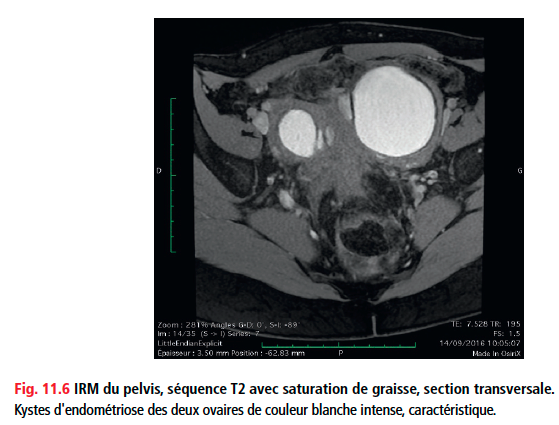 D
G
Zoom: 281% Angles G-D: 0°, S-I: -89
Im: 14/35 (S -> I) Series: 7
LittleEndianExplicit
Epaisseur: 3.50 mm Position: -62.83 mm
P
TE: 7.528 TR: 195
FS: 1.5
14/09/2016 10:05:07
Made In OsiriX
Fig. 11.6 IRM du pelvis, séquence T2 avec saturation de graisse, section transversale.
Kystes d'endométriose des deux ovaires de couleur blanche intense, caractéristique.